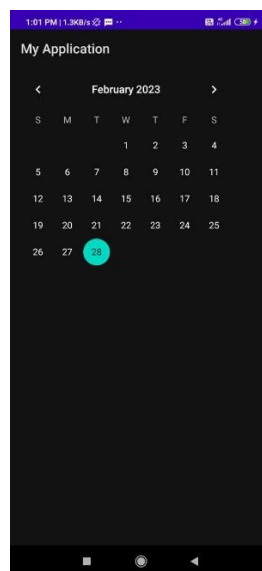 1:01 PM | 1.3KB/s
My Application
February 2023
S M T W T F S
1 2 3 4
5 6 7 8 9 10 11
12 13 14 15 16 17 18
19 20 21 22 23 24 25
26 27 28